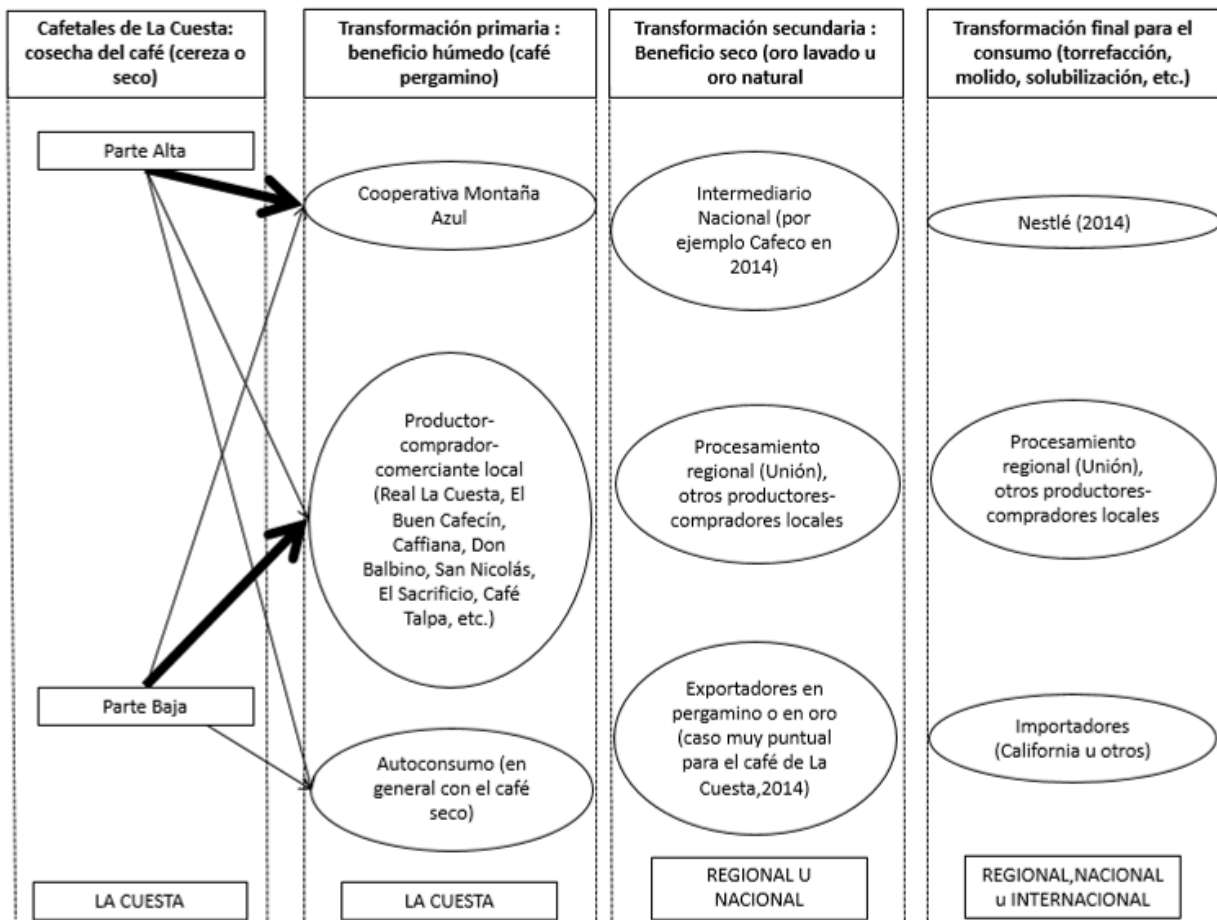 Cafetales de La Cuesta:
cosecha del café (cereza o
seco)
Transformación primaria :
beneficio húmedo (café
pergamino)
Transformación secundaria :
Beneficio seco (oro lavado u
oro natural
Transformación final para el
consumo (torrefacción,
molido, solubilización, etc.)
Parte Alta
Cooperativa Montaña
Azul
Intermediario
Nacional (por
ejemplo Cafeco en
2014)
Nestlé (2014)
Productor-
comprador-
comerciante local
(Real La Cuesta, El
Buen Cafecín,
Caffiana, Don
Balbino, San Nicolás,
El Sacrificio, Café
Talpa, etc.)
Procesamiento
regional (Unión),
otros productores-
compradores locales
Procesamiento
regional (Unión),
otros productores-
compradores locales
Parte Baja
Autoconsumo (en
general con el café
seco)
Exportadores en
pergamino o en oro
(caso muy puntual
para el café de La
Cuesta,2014)
Importadores
(California u otros)
LA CUESTA
LA CUESTA
REGIONAL U
NACIONAL
REGIONAL,NACIONAL
u INTERNACIONAL